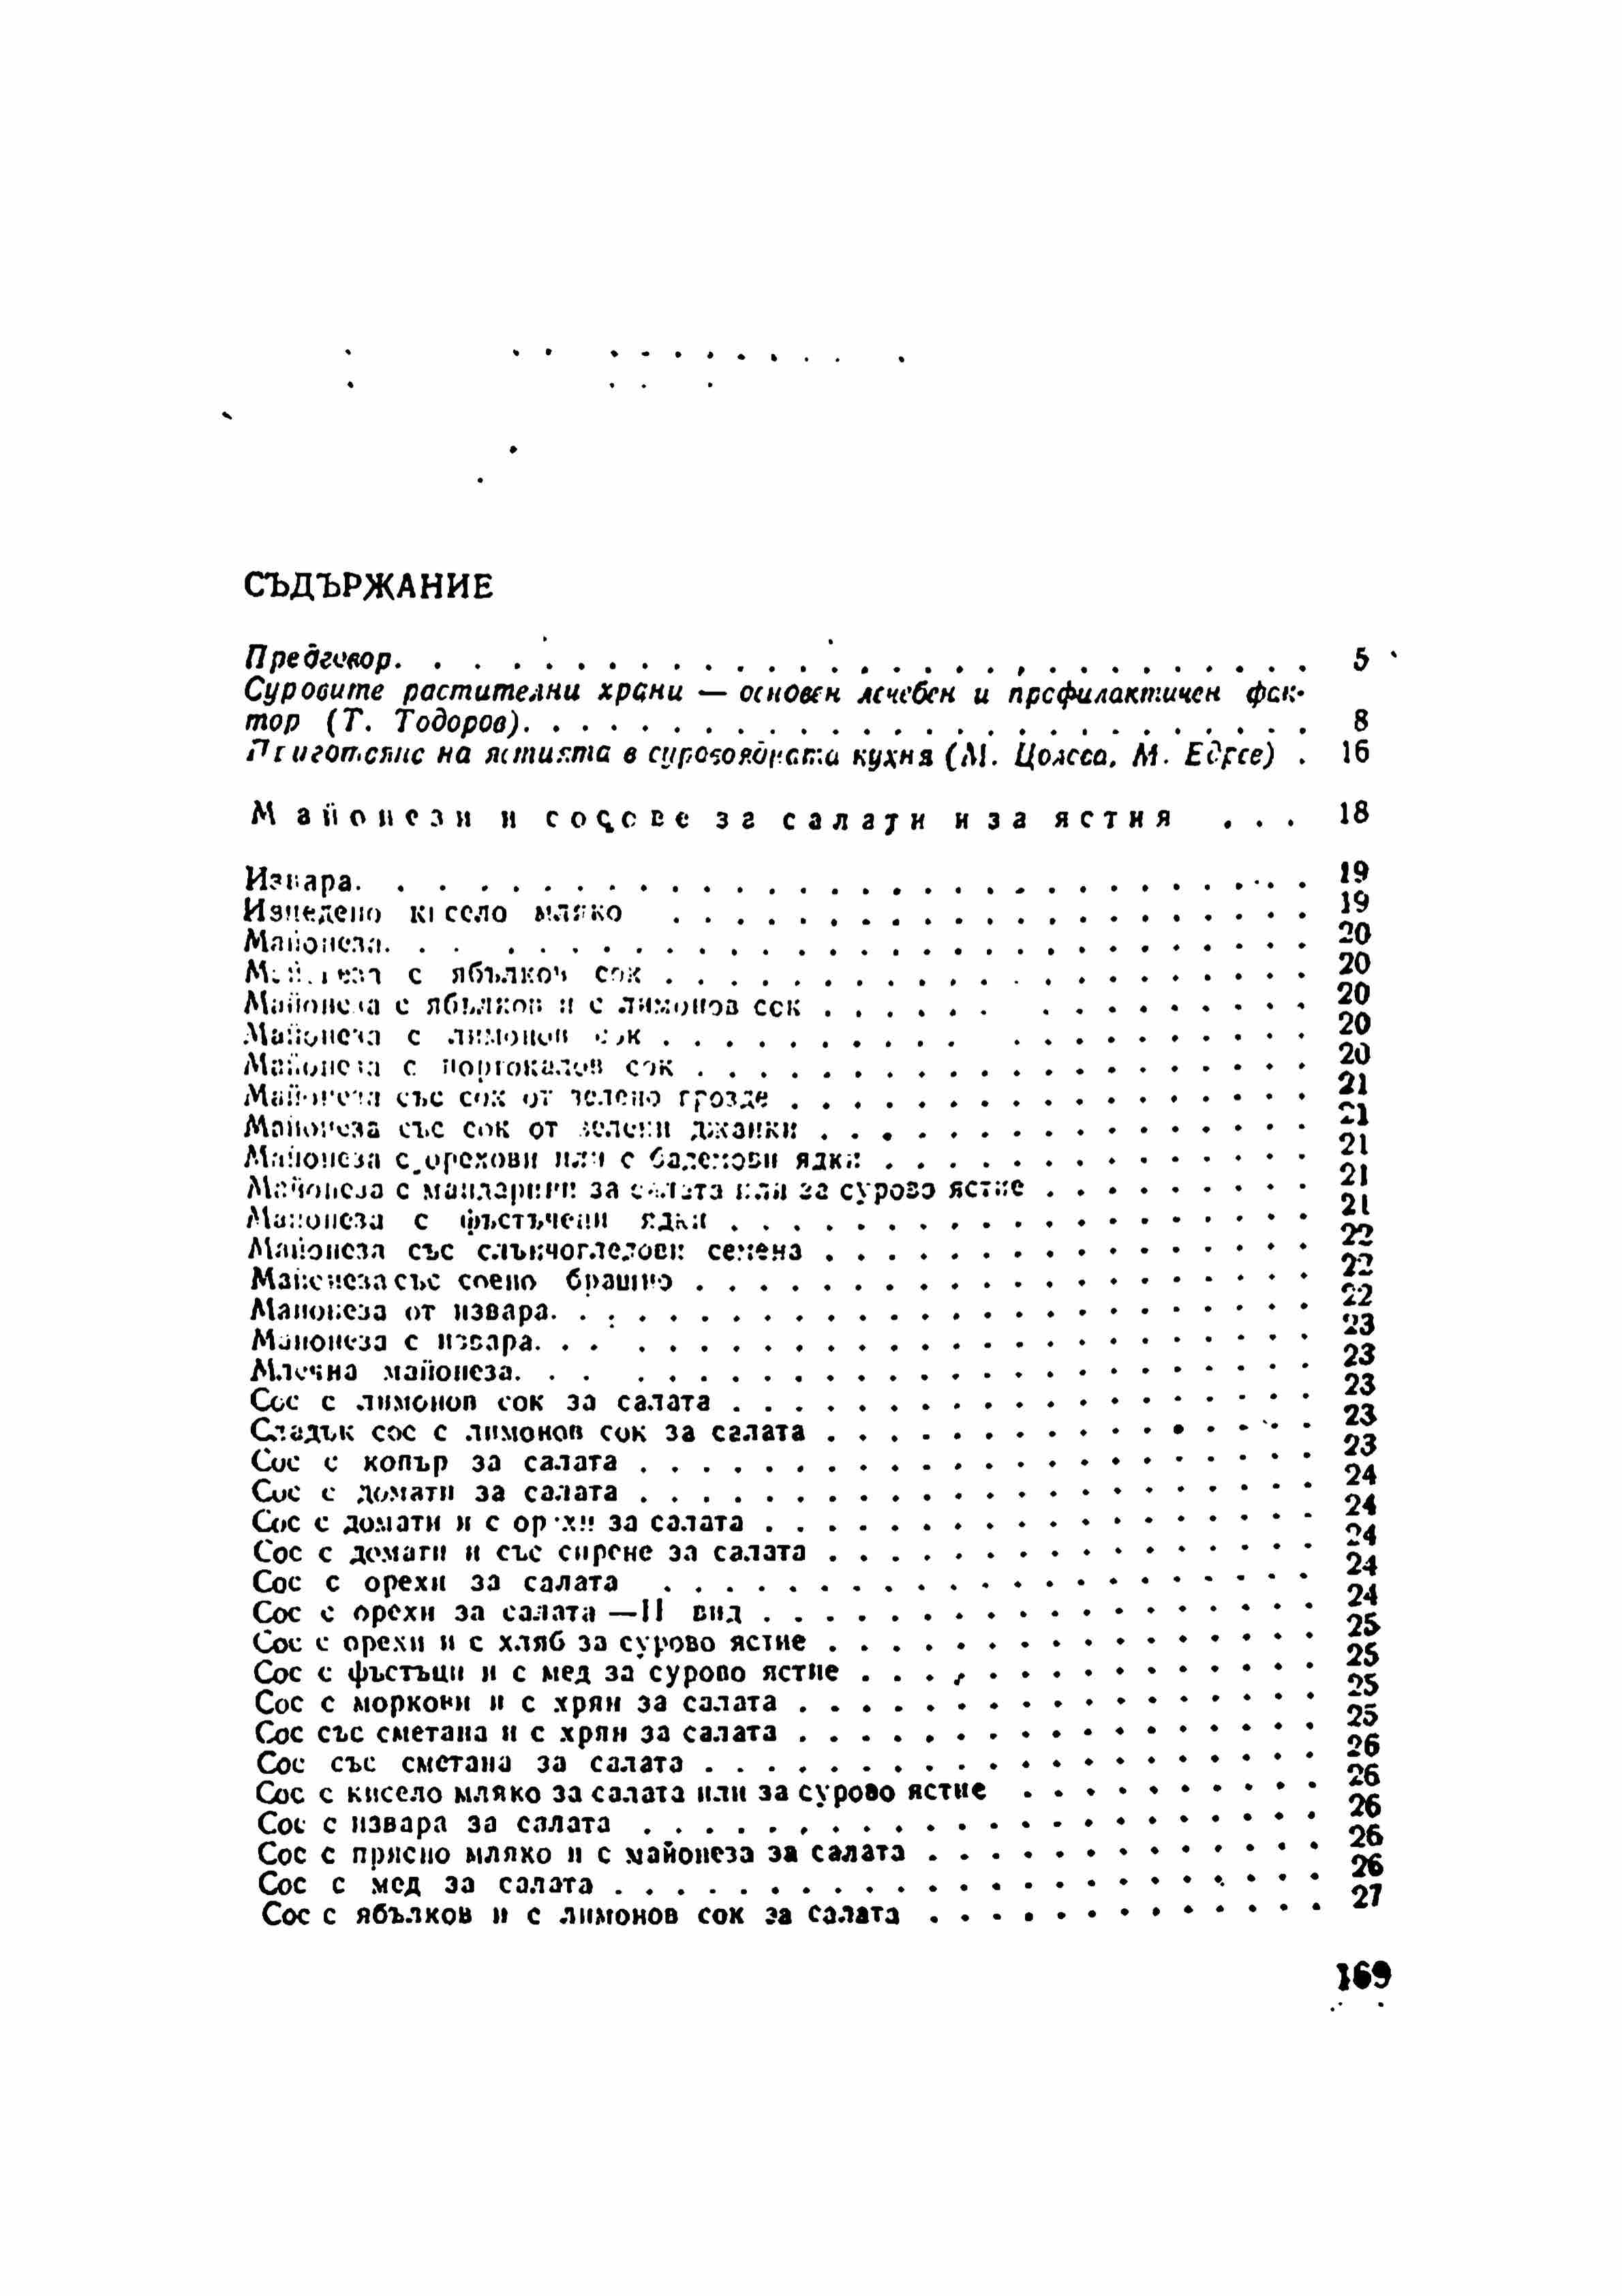 СЪДЪРЖАНИЕ
Предговор. . . . . . . . . . . . . . . . . . . . . . . . . . . . . 5
Суровите растителни храни — основен лечебен и профилактичен фак-
тор (Т. Тодоров). . . . . . . . . . . . . . . . . . . . . . . . . 8
Приготвяне на ястията в суровоядската кухня (М. , М. ) . 16
Майонези и сосове за салати и за ястия . . . 18
Извара. . . . . . . . . . . . . . . . . . . . . . . . . . . . . . 19
Изцедено кисело мляко . . . . . . . . . . . . . . . . . . . . 19
Майонеза. . . . . . . . . . . . . . . . . . . . . . . . . . . . . 20
Майонеза с ябълков сок . . . . . . . . . . . . . . . . . . . . 20
Майонеза с ябълков и с лимонов сок . . . . . . . . . . . . . . 20
Майонеза с лимонов сок . . . . . . . . . . . . . . . . . . . . 20
Майонеза с портокалов сок . . . . . . . . . . . . . . . . . . . 20
Майонеза със сок от зелено грозде . . . . . . . . . . . . . . . 21
Майонеза със сок от зелени джанки . . . . . . . . . . . . . . . 21
Майонеза с орехови или с бадемови ядки . . . . . . . . . . . . . 21
Майонеза с мандарини за салата или за сурово ястие . . . . . . . . 21
Майонеза с фъстъчени ядки . . . . . . . . . . . . . . . . . . . 21
Майонеза със слънчогледови семена . . . . . . . . . . . . . . . 22
Майонеза със соено брашно . . . . . . . . . . . . . . . . . . . 22
Майонеза от извара. . . . . . . . . . . . . . . . . . . . . . . . 22
Майонеза с извара. . . . . . . . . . . . . . . . . . . . . . . . 23
Млечна майонеза. . . . . . . . . . . . . . . . . . . . . . . . . 23
Сос с лимонов сок за салата . . . . . . . . . . . . . . . . . . 23
Сладък сос с лимонов сок за салата . . . . . . . . . . . . . . . 23
Сос с копър за салата . . . . . . . . . . . . . . . . . . . . . 23
Сос с домати за салата . . . . . . . . . . . . . . . . . . . . . 24
Сос с домати и с орехи за салата . . . . . . . . . . . . . . . . 24
Сос с домати и със сирене за салата . . . . . . . . . . . . . . . 24
Сос с орехи за салата . . . . . . . . . . . . . . . . . . . . . 24
Сос с орехи за салата —II вид . . . . . . . . . . . . . . . . . 24
Сос с орехи и с хляб за сурово ястие . . . . . . . . . . . . . . 25
Сос с фъстъци и с мед за сурово ястие . . . . . . . . . . . . . . 25
Сос с моркови и с хрян за салата . . . . . . . . . . . . . . . . 25
Сос със сметана и с хрян за салата . . . . . . . . . . . . . . . 25
Сос със сметана за салата . . . . . . . . . . . . . . . . . . . 26
Сос с кисело мляко за салата или за сурово ястие . . . . . . . . . 26
Сос с извара за салата . . . . . . . . . . . . . . . . . . . . . 26
Сос с прясно мляко и с майонеза за салата . . . . . . . . . . . . 26
Сос с мед за салата . . . . . . . . . . . . . . . . . . . . . . 26
Сос с ябълков и с лимонов сок за салата . . . . . . . . . . . . . 27
169